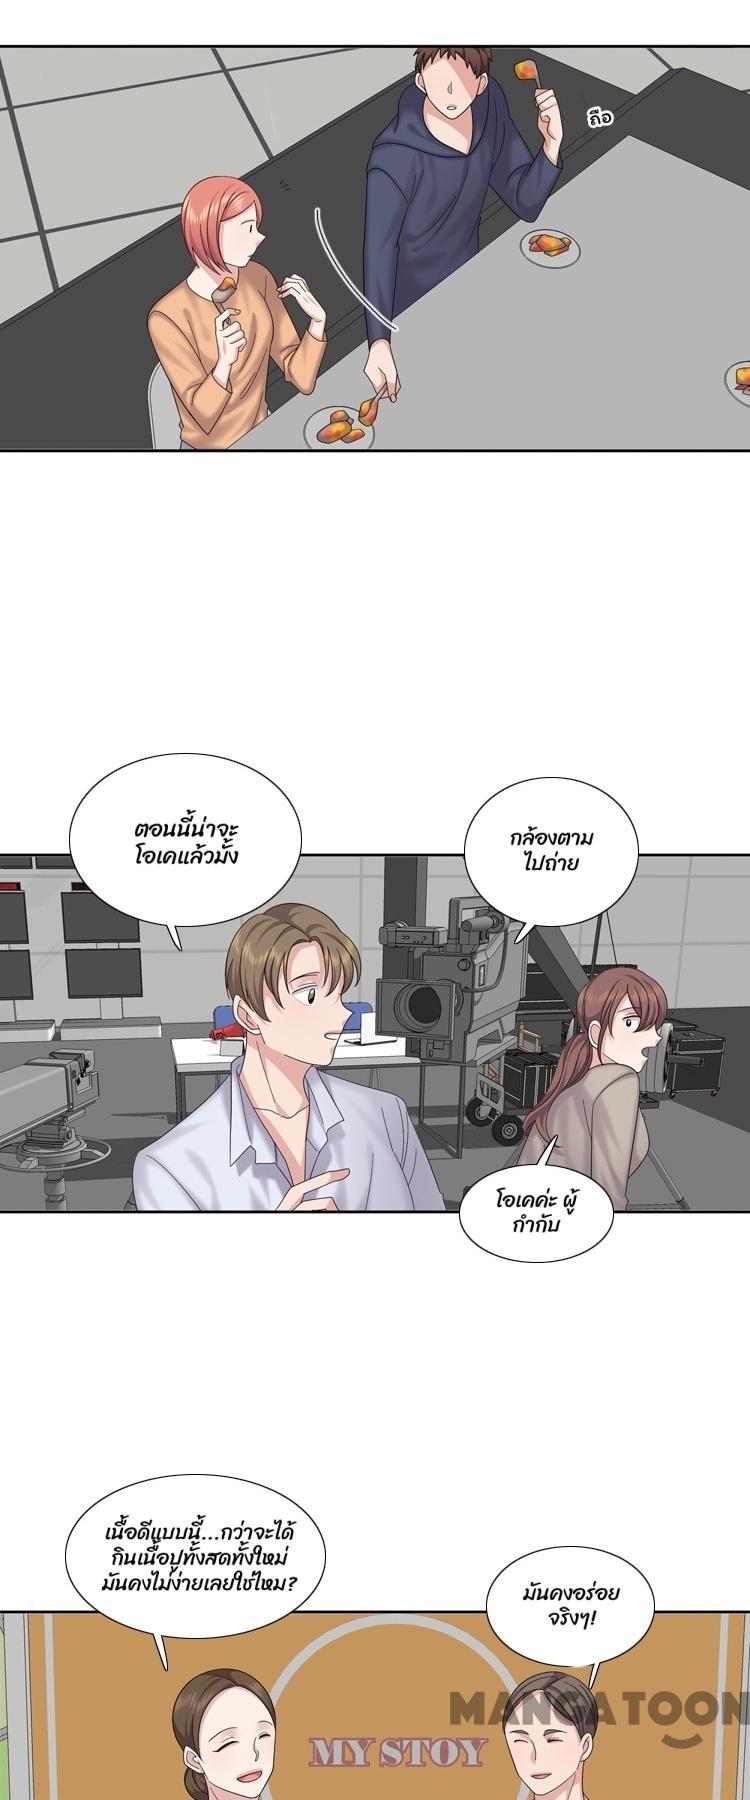 ถือ
ตอนนี้น่าจะ
โอเคแล้วมั้ง
กล้องตาม
ไปถ่าย
โอเคค่ะ ผู้
กำกับ
เนื้อดีแบบนี้...กว่าจะได้
กินเนื้อปูทั้งสดทั้งใหม่
มันคงไม่ง่ายเลยใช่ไหม?
มันคงอร่อย
จริงๆ!
MANGATOON
MY STOY